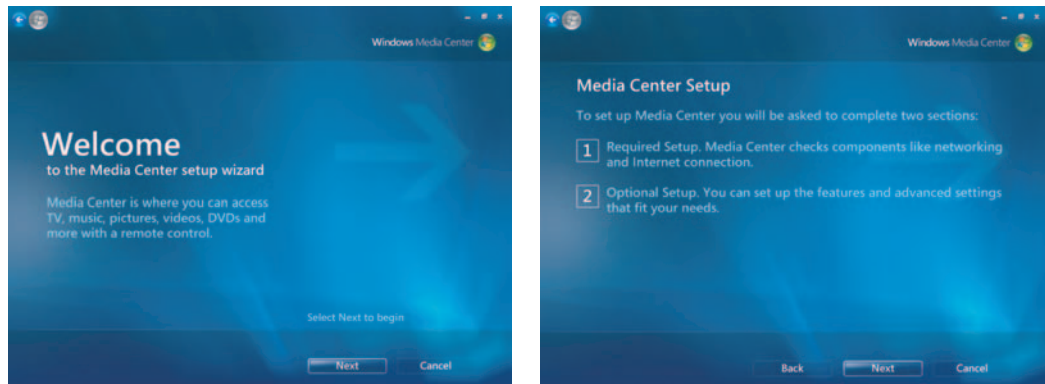 Windows Media Center
Welcome
to the Media Center setup wizard
Media Center is where you can access
TV, music, pictures, videos, DVDs and
more with a remote control.
Select Next to begin
Next
Cancel
Windows Media Center
Media Center Setup
To set up Media Center you will be asked to complete two sections:
1 Required Setup. Media Center checks components like networking
and Internet connection.
2 Optional Setup. You can set up the features and advanced settings
that fit your needs.
Back
Next
Cancel